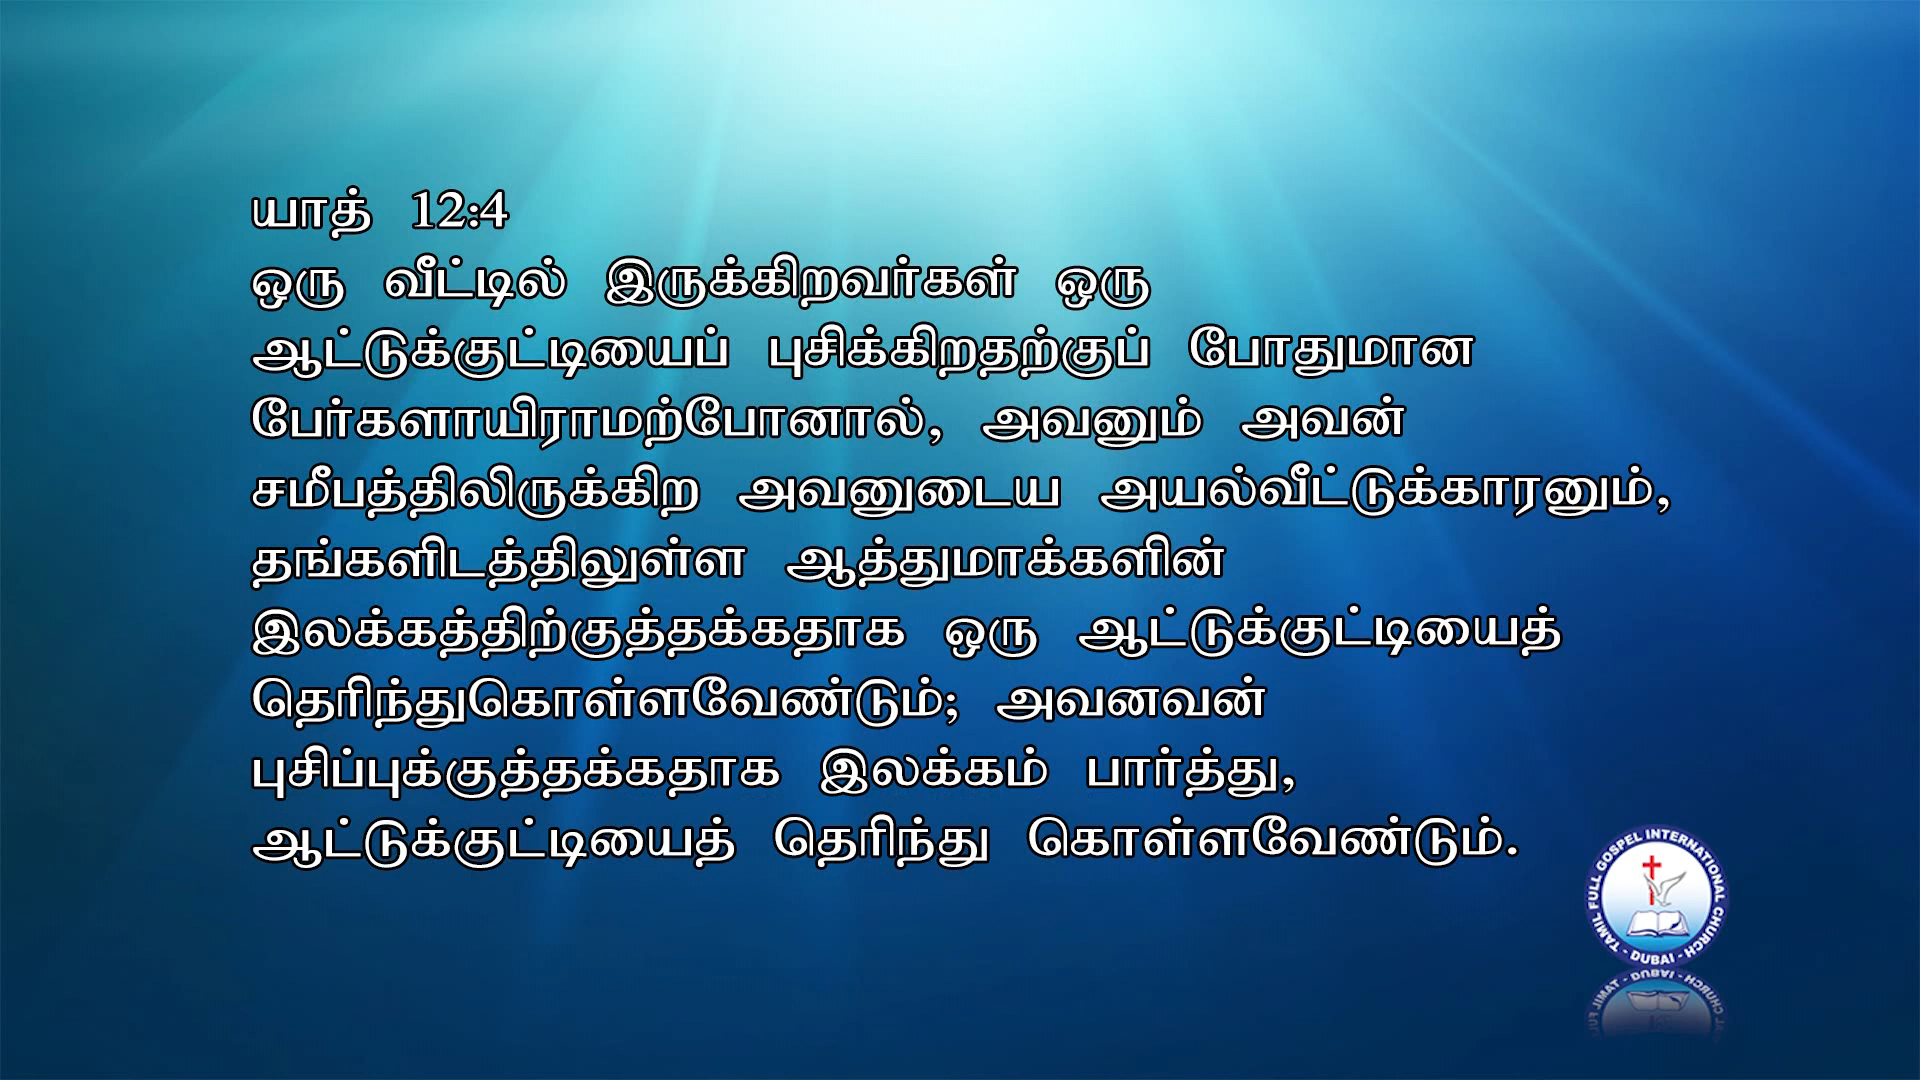 யாத் 12:4
ஒரு வீட்டில் இருக்கிறவர்கள் ஒரு
ஆட்டுக்குட்டியைப் புசிக்கிறதற்குப் போதுமான
பேர்களாயிராமற்போனால், அவனும் அவன்
சமீபத்திலிருக்கிற அவனுடைய அயல்வீட்டுக்காரனும்,
தங்களிடத்திலுள்ள ஆத்துமாக்களின்
இலக்கத்திற்குத்தக்கதாக ஒரு ஆட்டுக்குட்டியைத்
தெரிந்துகொள்ளவேண்டும்; அவனவன்
புசிப்புக்குத்தக்கதாக இலக்கம் பார்த்து,
ஆட்டுக்குட்டியைத் தெரிந்து கொள்ளவேண்டும்.
TAMIL FULL GOSPEL INTERNATIONAL CHURCH
- DUBAI -